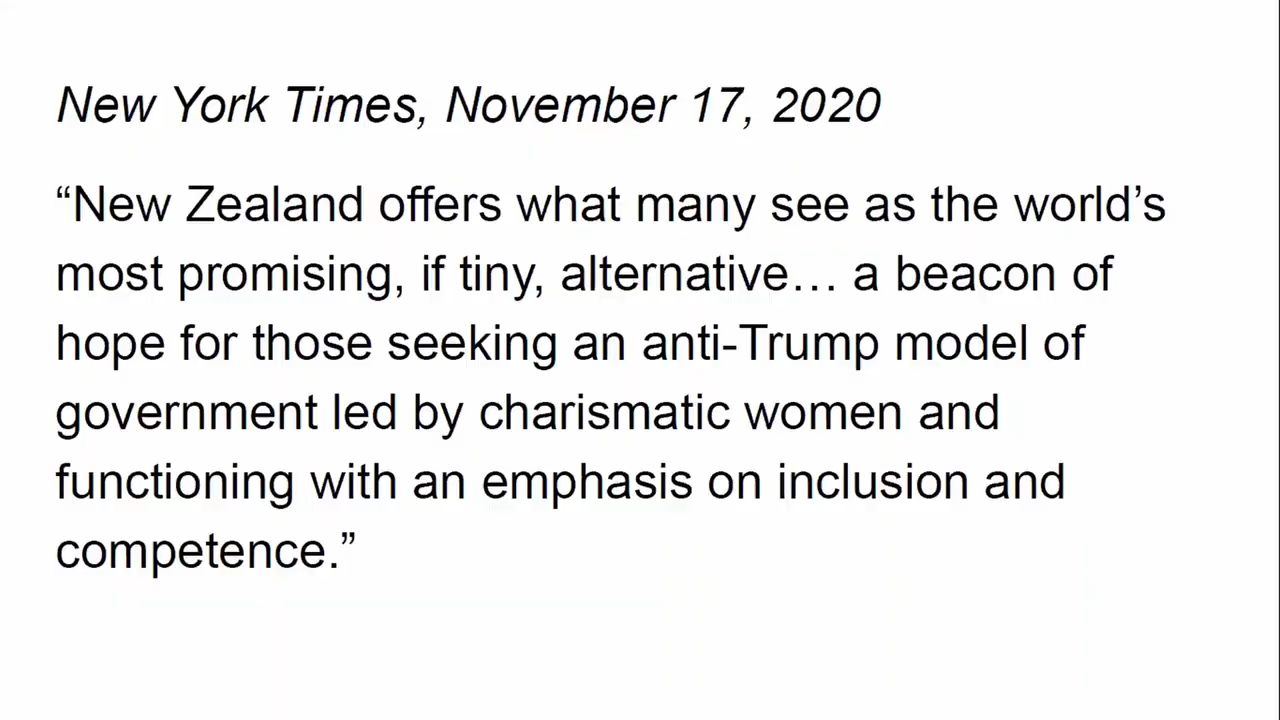 New York Times, November 17, 2020
“New Zealand offers what many see as the world’s
most promising, if tiny, alternative… a beacon of
hope for those seeking an anti-Trump model of
government led by charismatic women and
functioning with an emphasis on inclusion and
competence.”